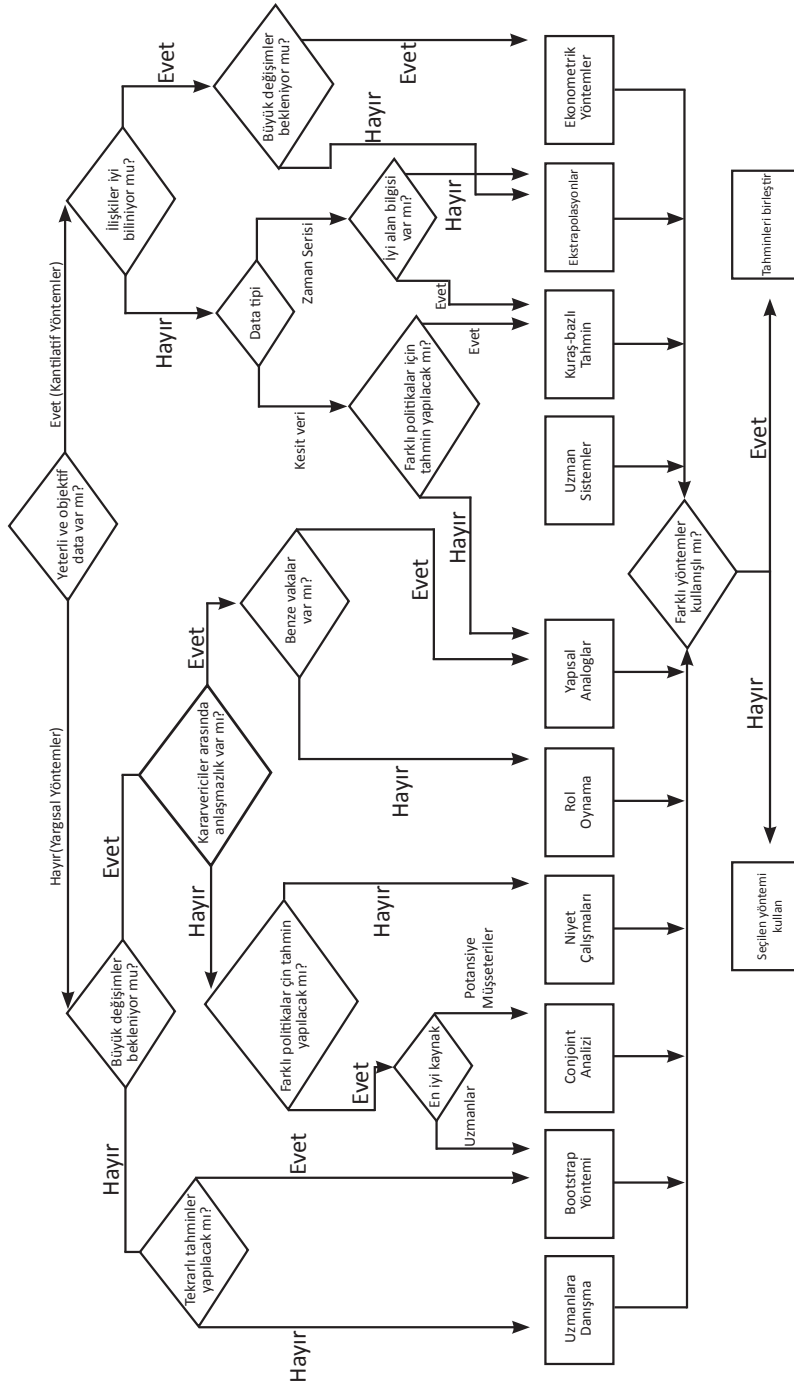 Yeterli ve objektif
data var mı?
Hayır(Yargısal Yöntemler)
Evet (Kantilatif Yöntemler)
Büyük değişimler
bekleniyor mu?
İlişkiler iyi
biliniyor mu?
Hayır
Evet
Hayır
Evet
Tekrarlı tahminler
yapılacak mı?
Kararvericiler arasında
anlaşmazlık var mı?
Data tipi
Büyük değişimler
bekleniyor mu?
Hayır
Evet
Kesit veri
Zaman Serisi
Farklı politikalar çin tahmin
yapılacak mı?
Benze vakalar
var mı?
Farklı politikalar için
tahmin yapılacak mı?
İyi alan bilgisi
var mı?
Hayır
Evet
Evet
En iyi kaynak
Uzmanlar
Potansiye
Müşseteriler
Hayır
Hayır
Evet
Hayır
Evet
Evet
Hayır
Hayır
Evet
Uzmanlara
Danışma
Bootstrap
Yöntemi
Conjoint
Analizi
Niyet
Çalışmaları
Rol
Oynama
Yapısal
Analoglar
Uzman
Sistemler
Kuraş-bazlı
Tahmin
Ekstrapolasyonlar
Ekonometrik
Yöntemler
Farklı yöntemler
kullanışlı mı?
Hayır
Evet
Seçilen yöntemi
kullan
Tahminleri birleştir